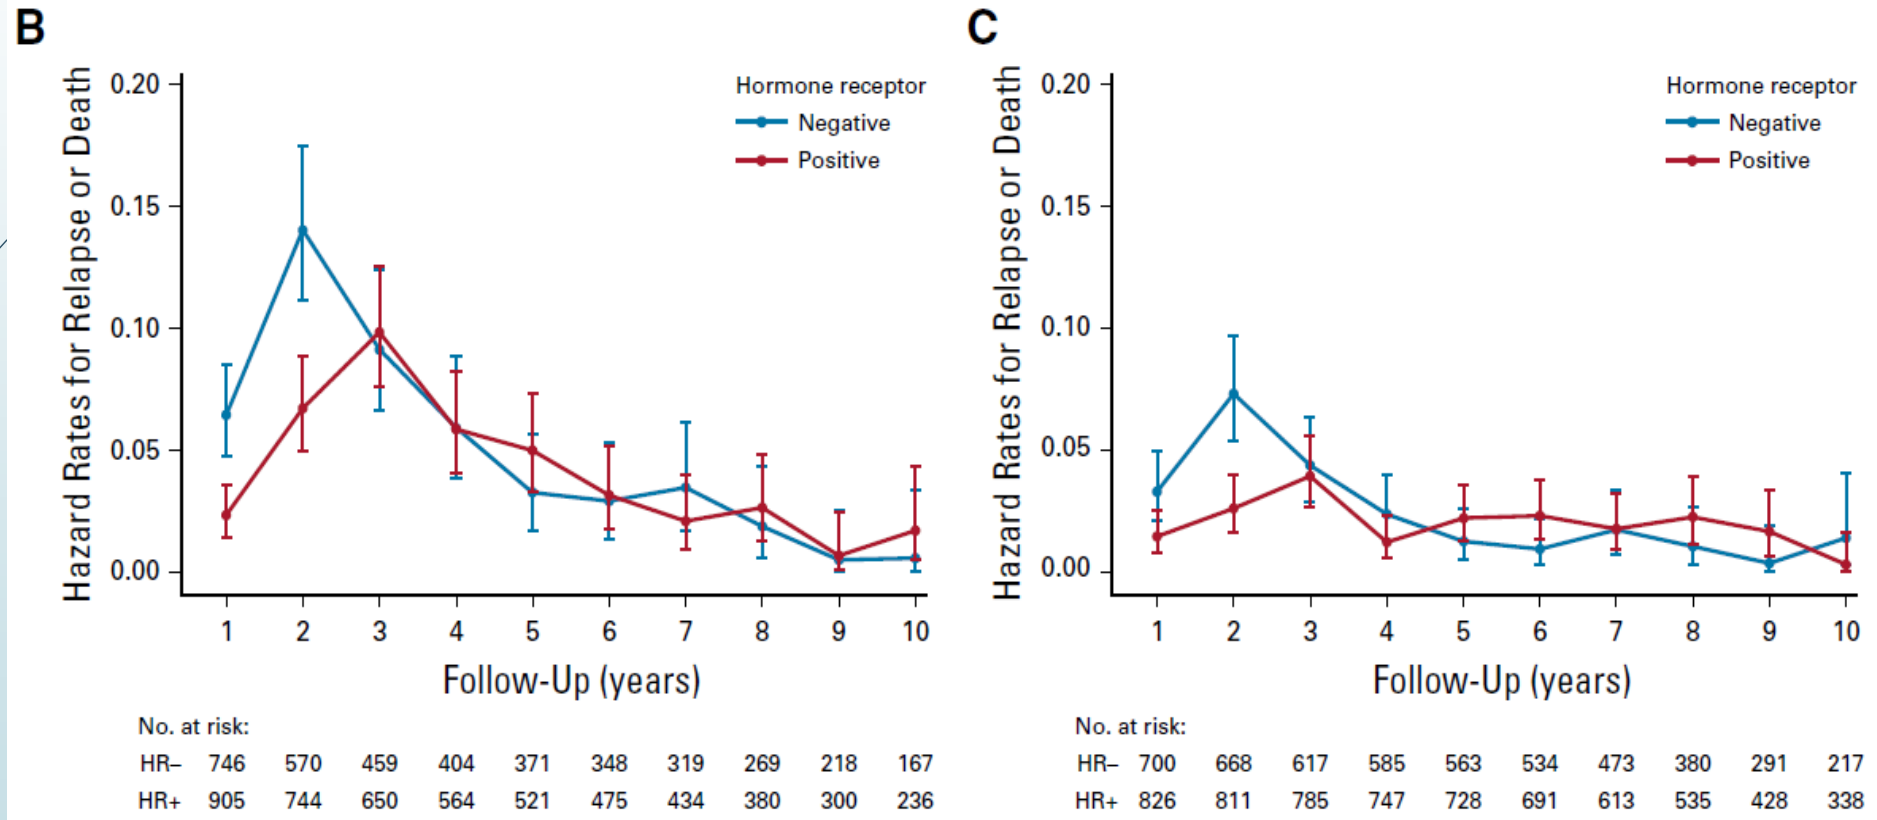 B
Hazard Rates for Relapse or Death
0.20
0.15
0.10
0.05
0.00
Hormone receptor
Negative
Positive
1 2 3 4 5 6 7 8 9 10
Follow-Up (years)
No. at risk:
HR– 746 570 459 404 371 348 319 269 218 167
HR+ 905 744 650 564 521 475 434 380 300 236
C
Hazard Rates for Relapse or Death
0.20
0.15
0.10
0.05
0.00
Hormone receptor
Negative
Positive
1 2 3 4 5 6 7 8 9 10
Follow-Up (years)
No. at risk:
HR– 700 668 617 585 563 534 473 380 291 217
HR+ 826 811 785 747 728 691 613 535 428 338